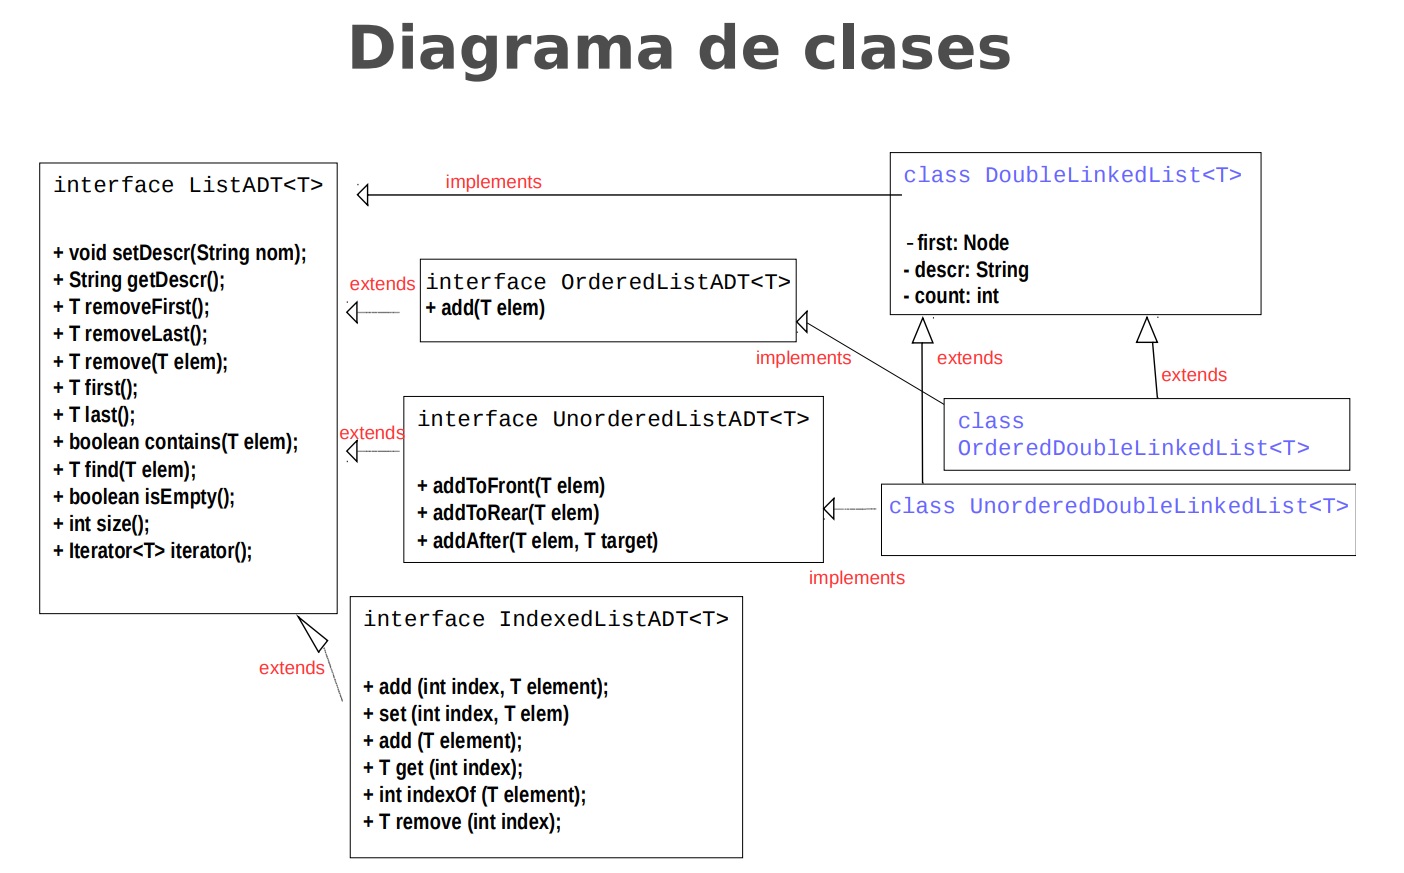 Diagrama de clases
interface ListADT<T>
+ void setDescr(String nom);
+ String getDescr();
+ T removeFirst();
+ T removeLast();
+ T remove(T elem);
+ T first();
+ T last();
+ boolean contains(T elem);
+ T find(T elem);
+ boolean isEmpty();
+ int size();
+ Iterator<T> iterator();
implements
class DoubleLinkedList<T>
- first: Node
- descr: String
- count: int
extends
interface OrderedListADT<T>
+ add(T elem)
implements
extends
extends
extends
interface UnorderedListADT<T>
+ addToFront(T elem)
+ addToRear(T elem)
+ addAfter(T elem, T target)
class
OrderedDoubleLinkedList<T>
class UnorderedDoubleLinkedList<T>
implements
extends
interface IndexedListADT<T>
+ add (int index, T element);
+ set (int index, T elem)
+ add (T element);
+ T get (int index);
+ int indexOf (T element);
+ T remove (int index);